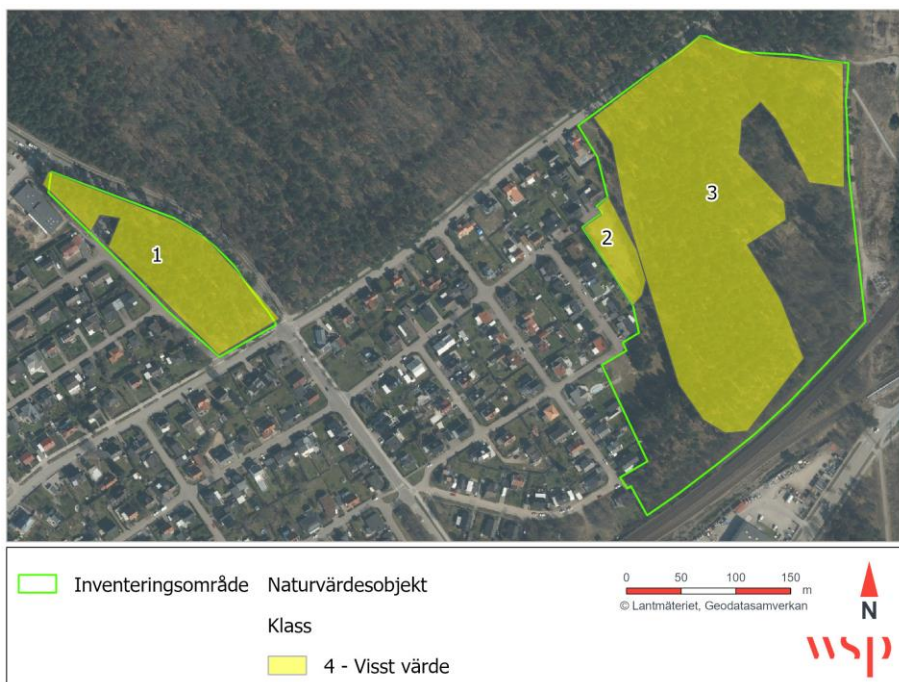 1
2
3
Inventeringsområde
Naturvärdesobjekt
Klass
4 - Visst värde
0 50 100 150
m
© Lantmäteriet, Geodatasamverkan
N
wsp